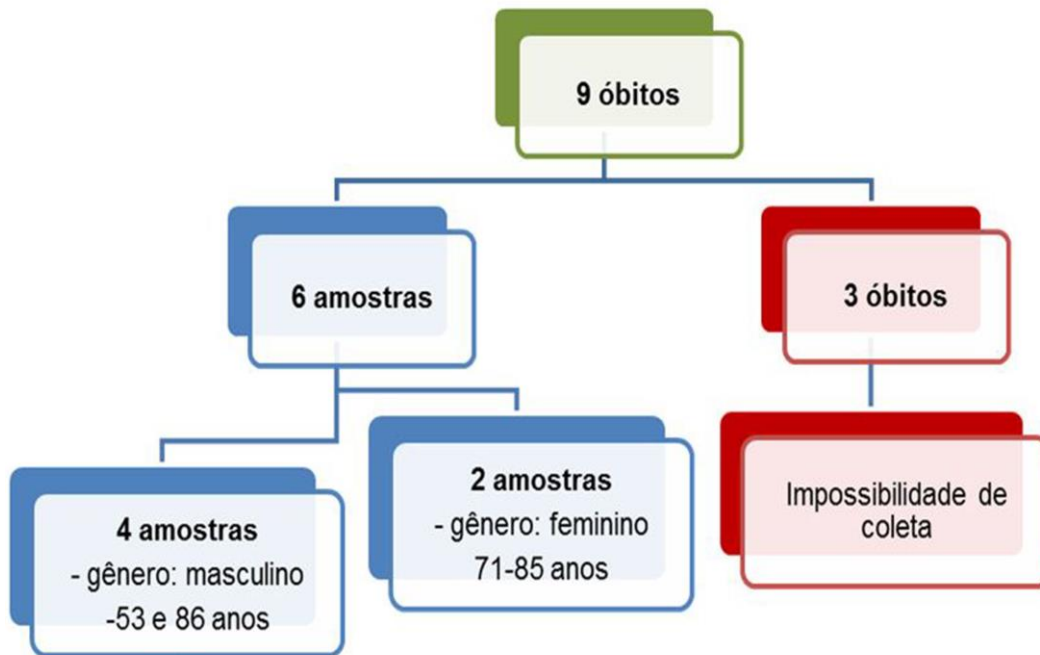 9 óbitos
6 amostras
3 óbitos
4 amostras
- gênero: masculino
-53 e 86 anos
2 amostras
- gênero: feminino
71-85 anos
Impossibilidade de
coleta